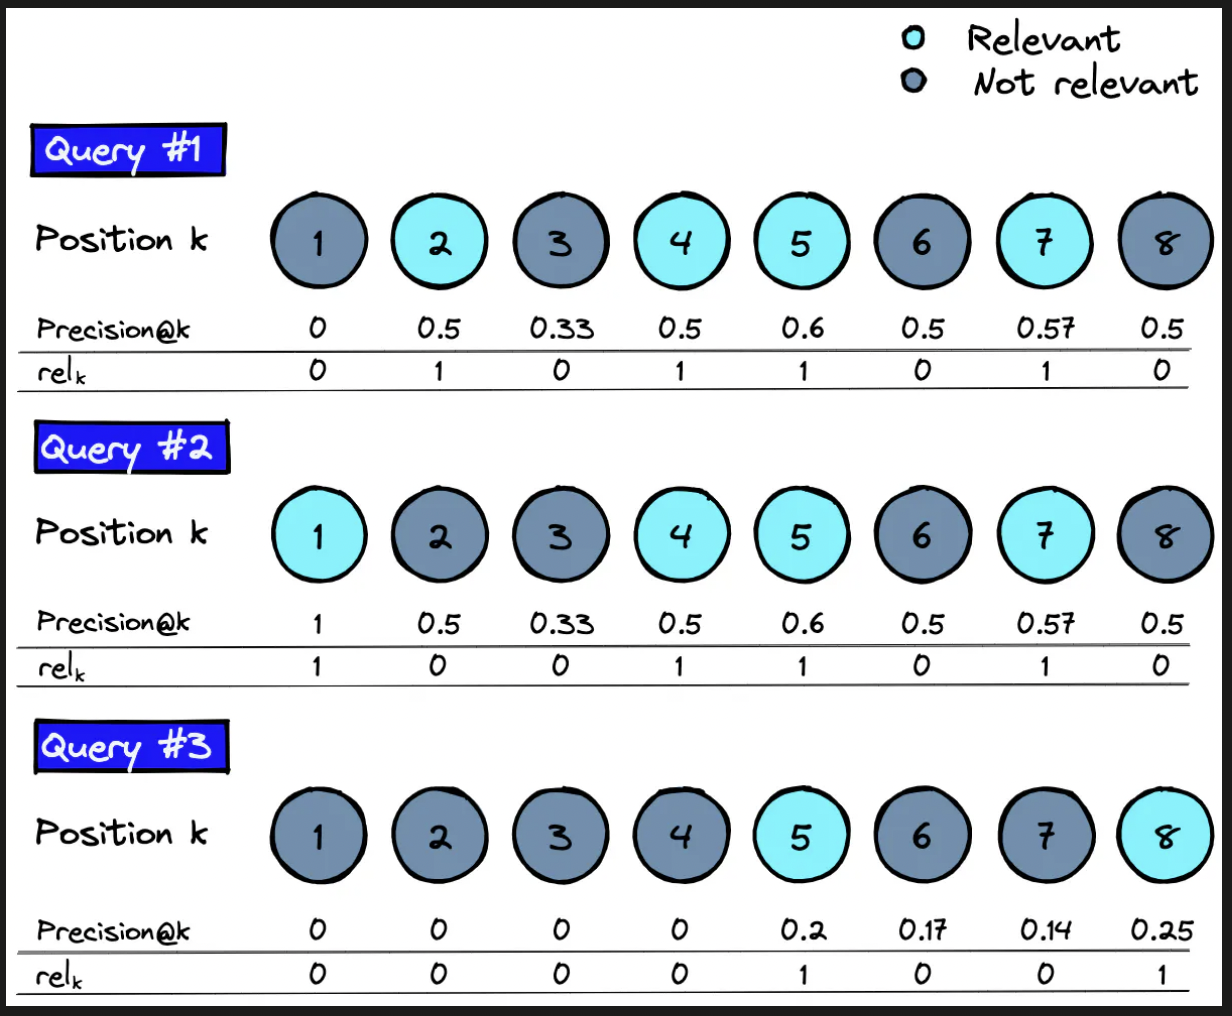 Relevant
Not relevant
Query #1
Position k 1 2 3 4 5 6 7 8
Precision@k 0 0.5 0.33 0.5 0.6 0.5 0.57 0.5
relₖ 0 1 0 1 1 0 1 0
Query #2
Position k 1 2 3 4 5 6 7 8
Precision@k 1 0.5 0.33 0.5 0.6 0.5 0.57 0.5
relₖ 1 0 0 1 1 0 1 0
Query #3
Position k 1 2 3 4 5 6 7 8
Precision@k 0 0 0 0 0.2 0.17 0.14 0.25
relₖ 0 0 0 0 1 0 0 1